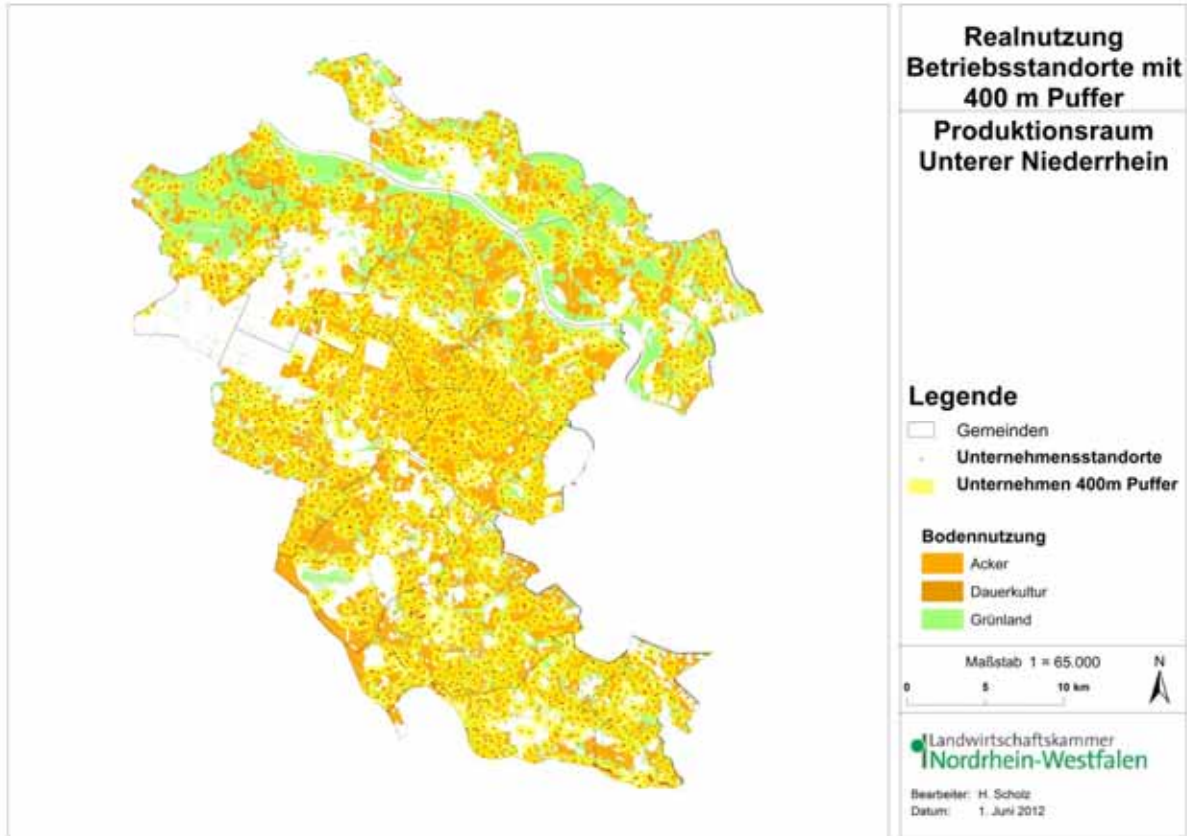 Realnutzung
Betriebsstandorte mit
400 m Puffer
Produktionsraum
Unterer Niederrhein
Legende
Gemeinden
Unternehmensstandorte
Unternehmen 400m Puffer
Bodennutzung
Acker
Dauerkultur
Grünland
Maßstab 1 = 65.000
N
0 5 10 km
Landwirtschaftskammer
Nordrhein-Westfalen
Bearbeiter: H. Scholz
Datum: 1. Juni 2012